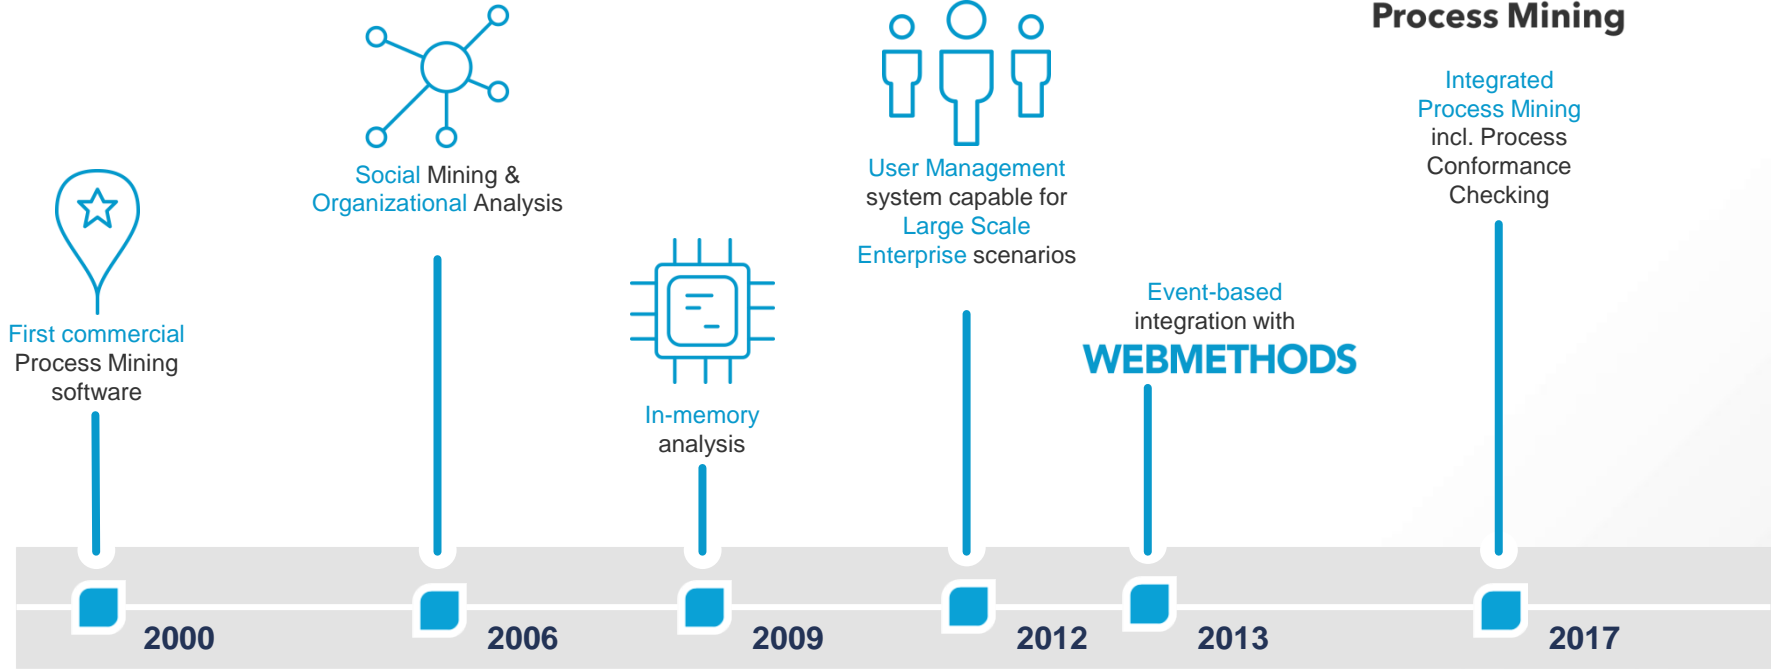 Process Mining
Integrated
Process Mining
incl. Process
Conformance
Checking
Social Mining &
Organizational Analysis
User Management
system capable for
Large Scale
Enterprise scenarios
Event-based
integration with
WEBMETHODS
First commercial
Process Mining
software
In-memory
analysis
2000
2006
2009
2012
2013
2017